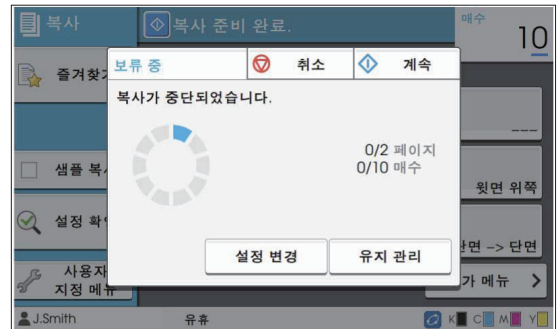 복사
복사 준비 완료.
매수
10
즐겨찾
보류 중
취소
계속
복사가 중단되었습니다.
0/2 페이지
0/10 매수
---
샘플 복
윗면 위쪽
설정 확
단면 -> 단면
설정 변경
유지 관리
사용자
지정 메뉴
가 메뉴
J.Smith
유휴
K C M Y